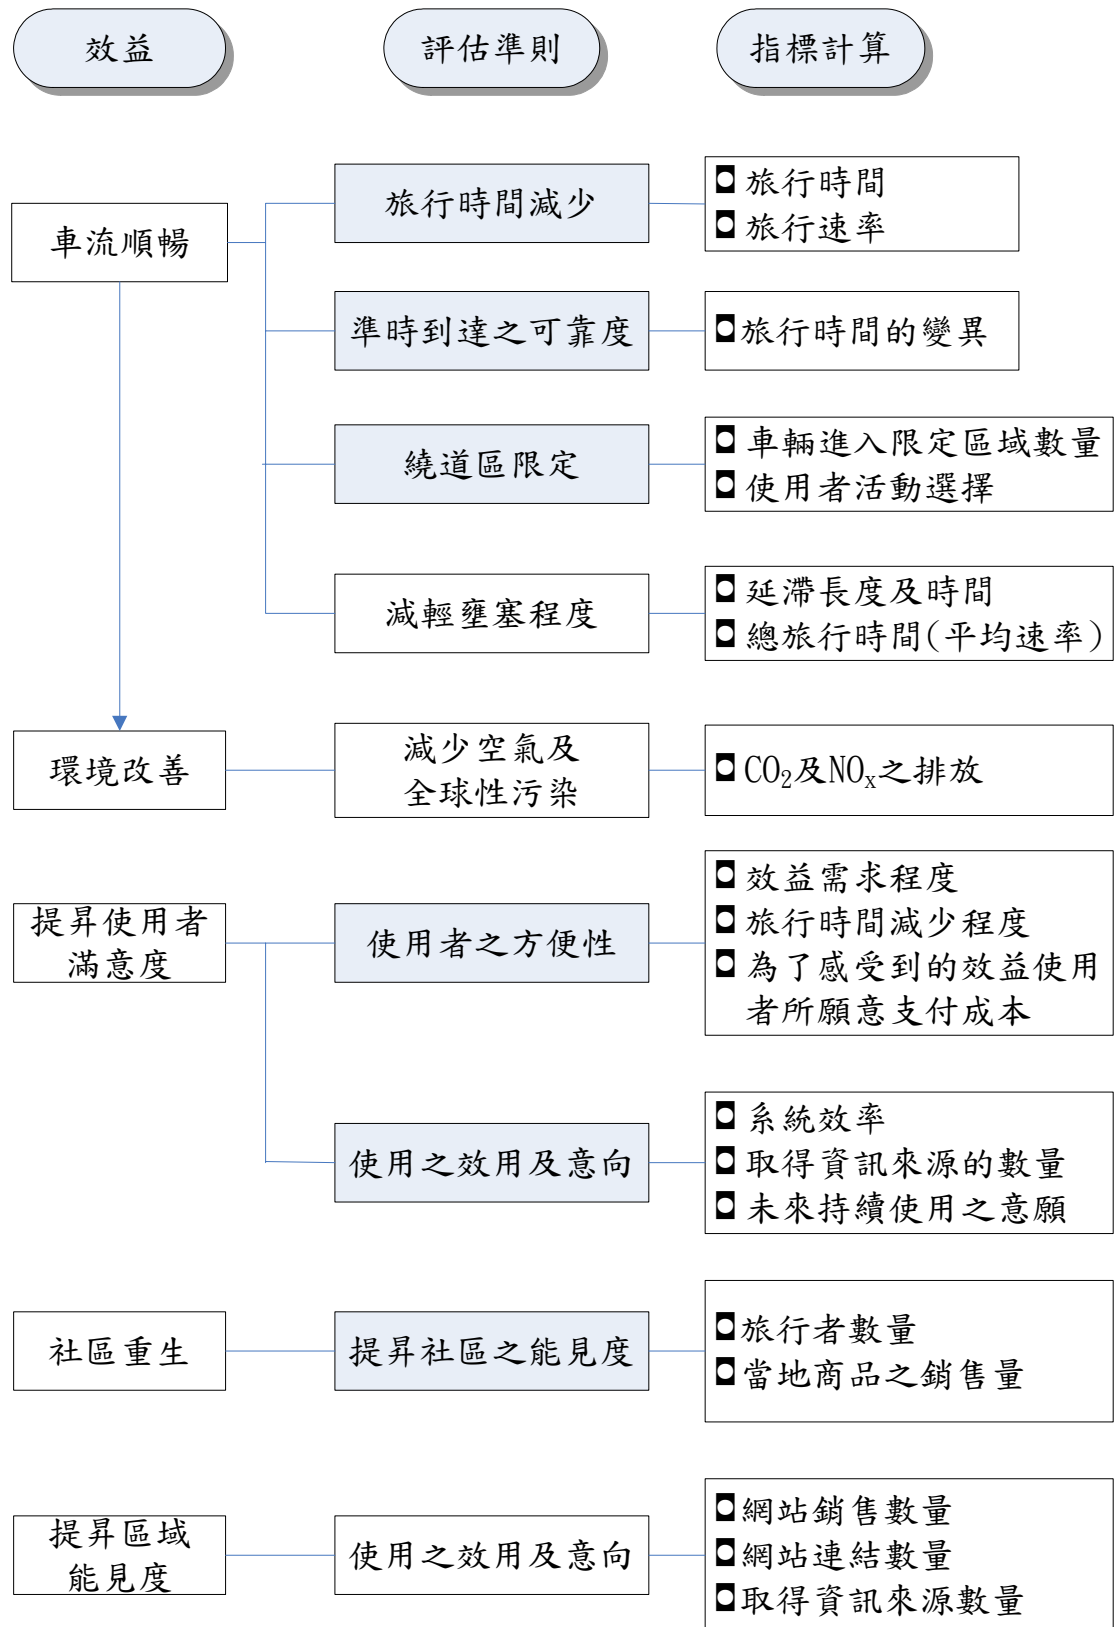 效益
評估準則
指標計算
車流順暢
旅行時間減少
◘ 旅行時間
◘ 旅行速率
準時到達之可靠度
◘旅行時間的變異
繞道區限定
◘ 車輛進入限定區域數量
◘ 使用者活動選擇
減輕壅塞程度
◘ 延滯長度及時間
◘ 總旅行時間(平均速率)
環境改善
減少空氣及
全球性污染
◘ CO₂及NOₓ之排放
提昇使用者
滿意度
使用者之方便性
◘ 效益需求程度
◘ 旅行時間減少程度
◘ 為了感受到的效益使用
者所願意支付成本
使用之效用及意向
◘ 系統效率
◘ 取得資訊來源的數量
◘ 未來持續使用之意願
社區重生
提昇社區之能見度
◘旅行者數量
◘當地商品之銷售量
提昇區域
能見度
使用之效用及意向
◘網站銷售數量
◘網站連結數量
◘取得資訊來源數量